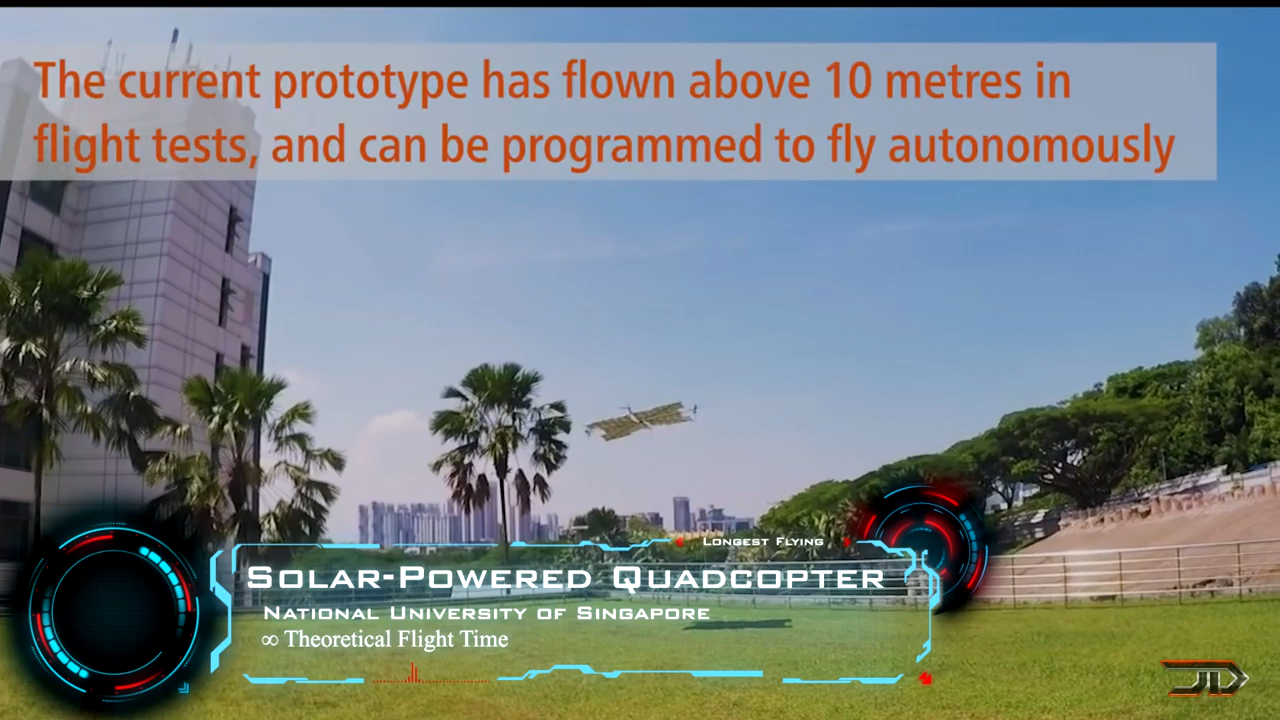 The current prototype has flown above 10 metres in
flight tests, and can be programmed to fly autonomously
Longest Flying
Solar-Powered Quadcopter
National University of Singapore
∞ Theoretical Flight Time